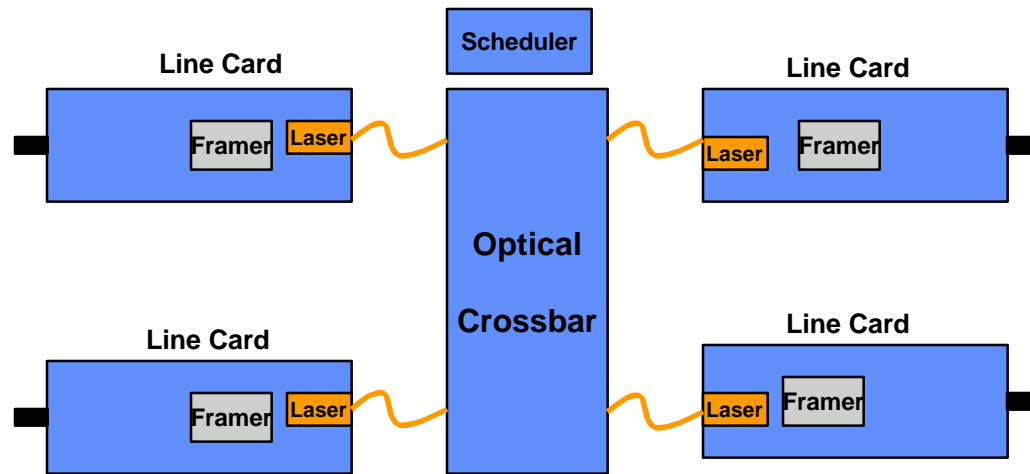 Scheduler
Line Card
Line Card
Laser
Framer
Laser
Framer
Optical
Crossbar
Line Card
Line Card
Laser
Framer
Laser
Framer